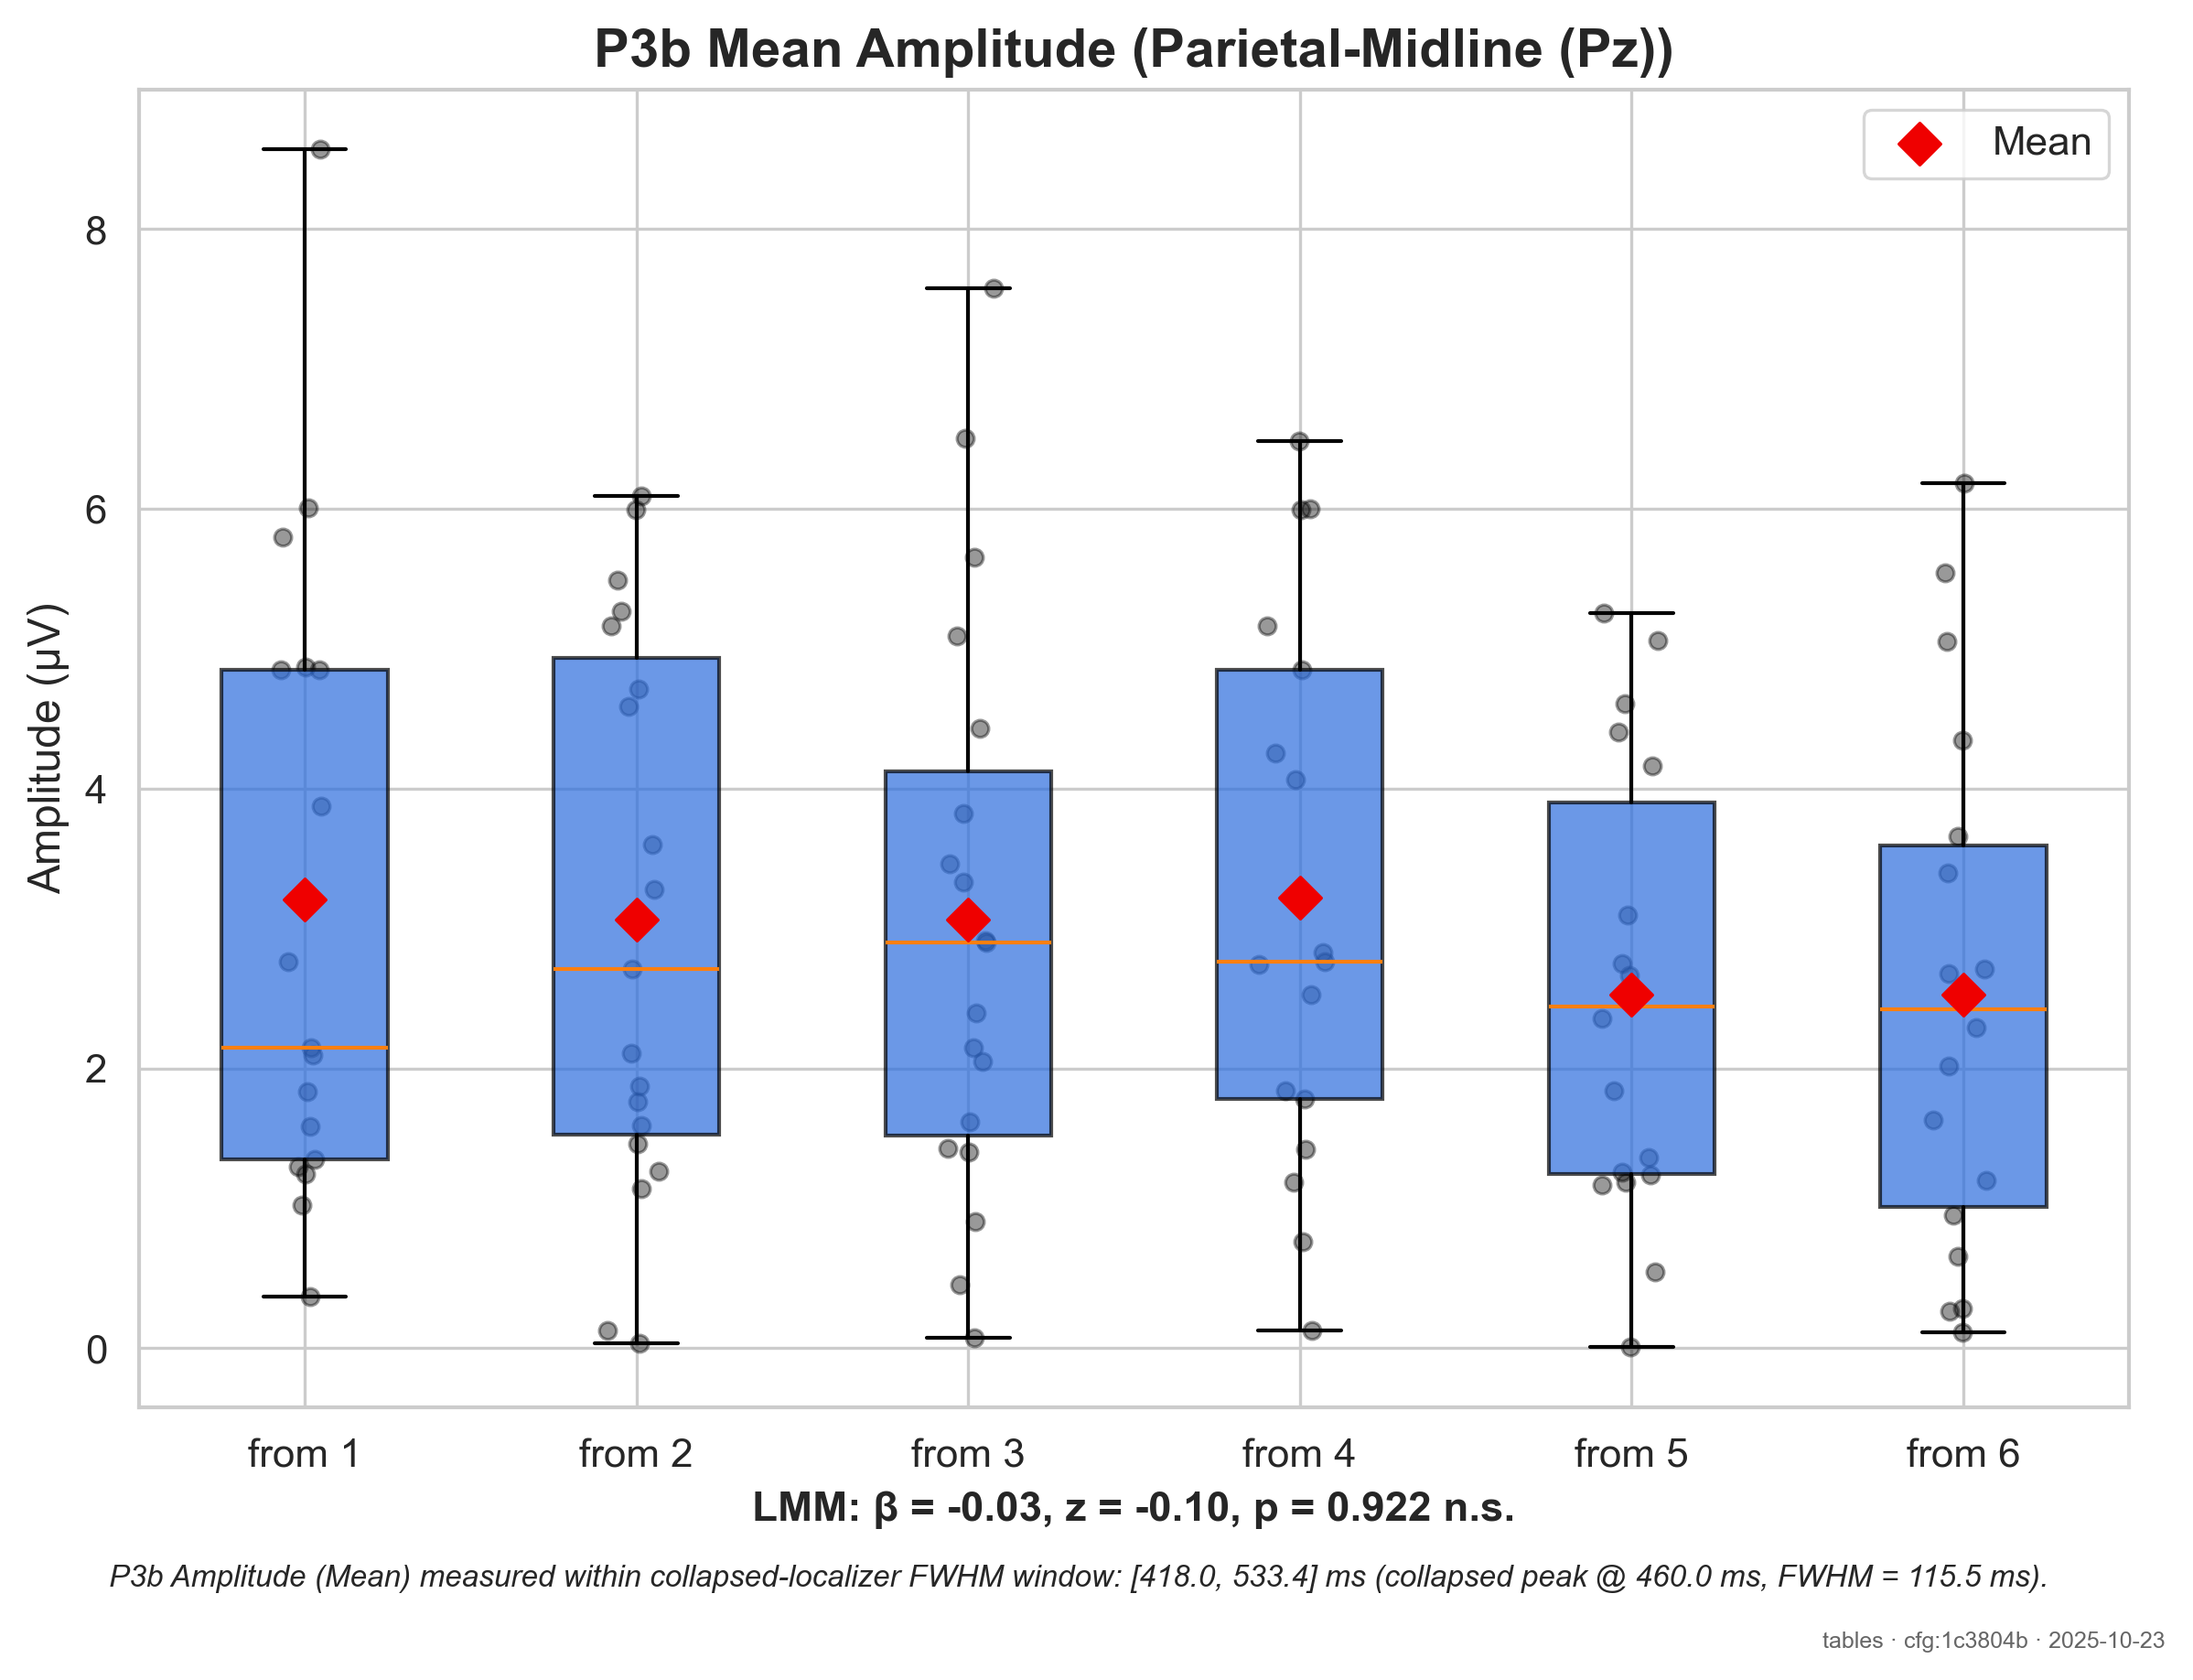 P3b Mean Amplitude (Parietal-Midline (Pz))
Mean
Amplitude (µV)
8
6
4
2
0
from 1 from 2 from 3 from 4 from 5 from 6
LMM: β = -0.03, z = -0.10, p = 0.922 n.s.
P3b Amplitude (Mean) measured within collapsed-localizer FWHM window: [418.0, 533.4] ms (collapsed peak @ 460.0 ms, FWHM = 115.5 ms).
tables · cfg:1c3804b · 2025-10-23